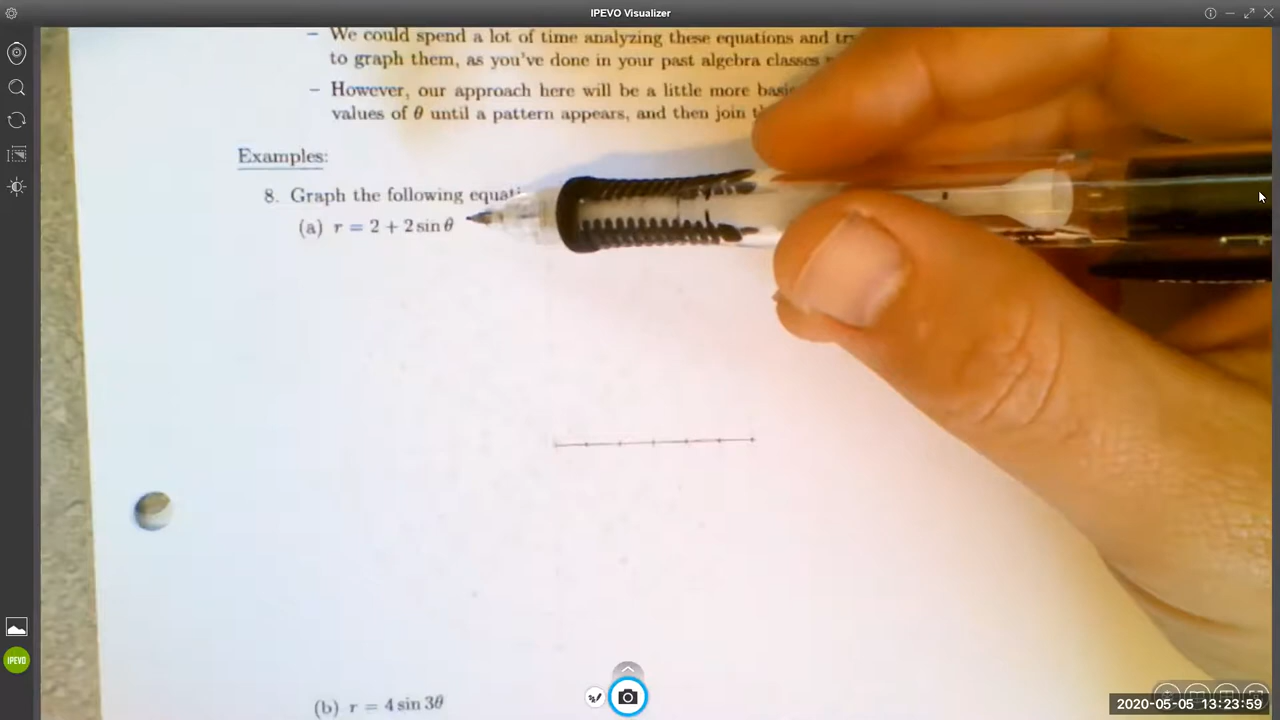 IPEVO Visualizer
– We could spend a lot of time analyzing these equations and
to graph them, as you've done in your past algebra classes
– However, our approach here will be a little more
values of θ until a pattern appears, and then join
Examples:
8. Graph the following
(a) r = 2 + 2 sin θ
(b) r = 4 sin 3θ
IPEVO
2020-05-05 13:23:59